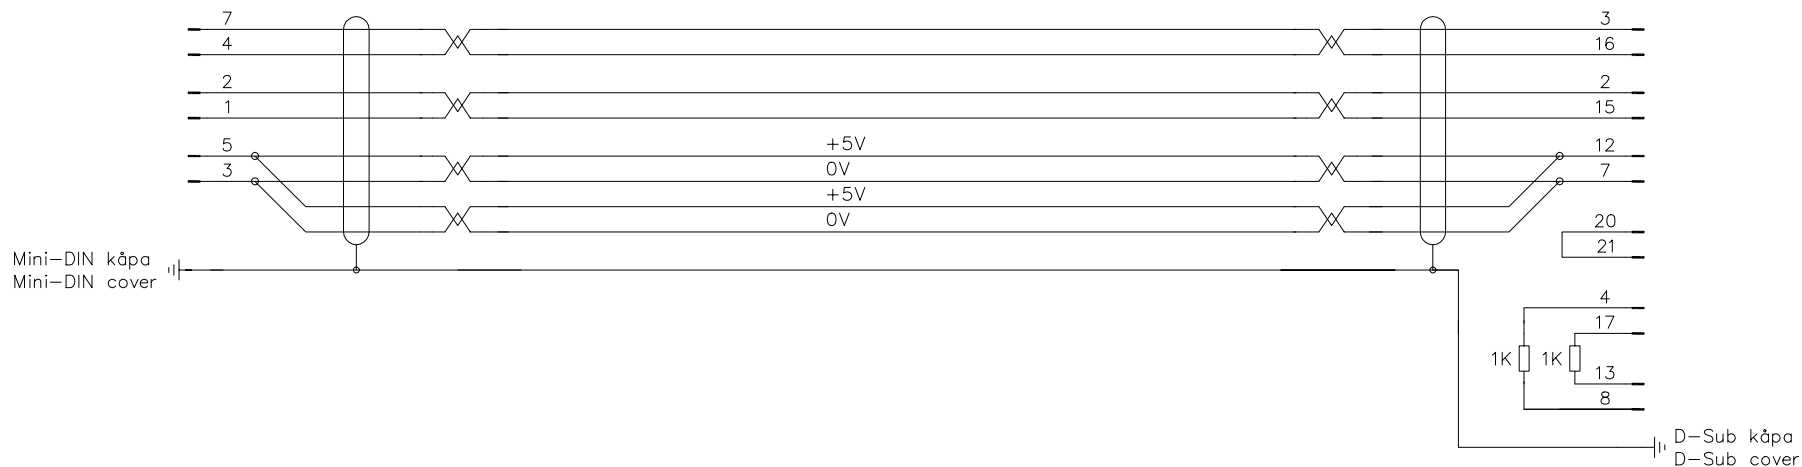 7 3
4 16
2 2
1 15
5 +5V 12
3 0V 7
+5V
0V 20
21
Mini-DIN kåpa
Mini-DIN cover
4
17
1K 1K
13
8
D-Sub kåpa
D-Sub cover